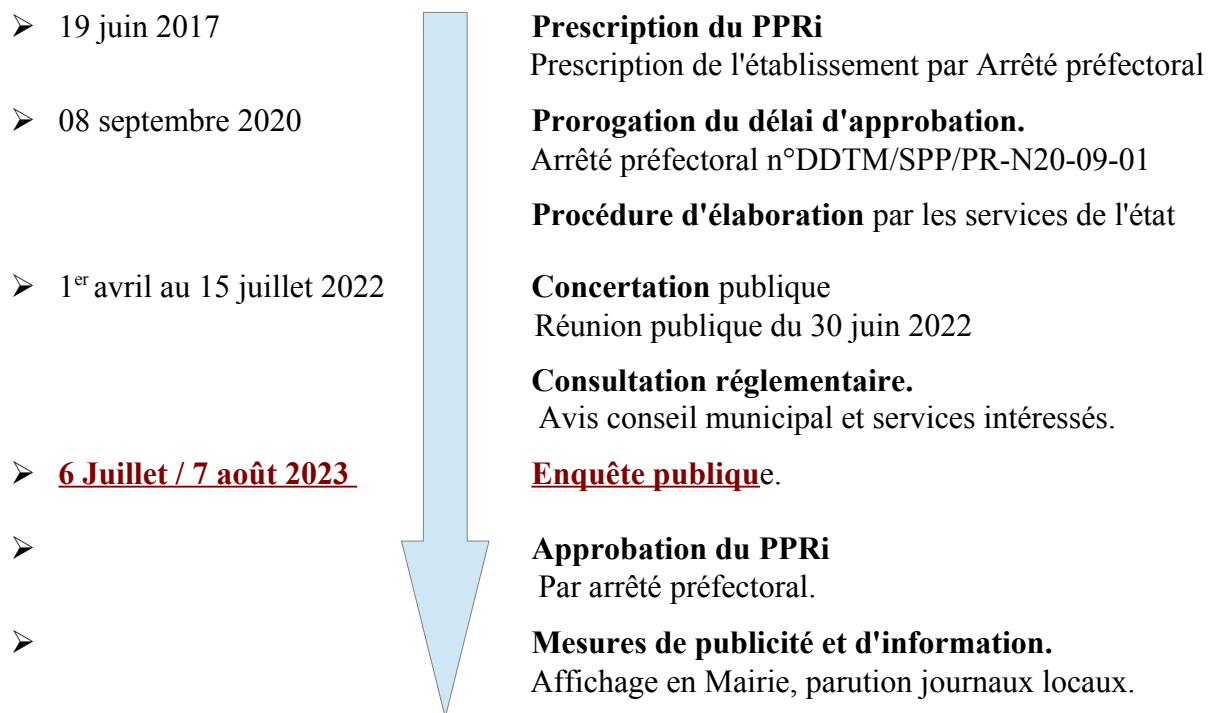 ➢ 19 juin 2017 Prescription du PPRi
Prescription de l'établissement par Arrêté préfectoral
➢ 08 septembre 2020 Prorogation du délai d'approbation.
Arrêté préfectoral n°DDTM/SPP/PR-N20-09-01
Procédure d'élaboration par les services de l'état
➢ 1er avril au 15 juillet 2022 Concertation publique
Réunion publique du 30 juin 2022
Consultation réglementaire.
Avis conseil municipal et services intéressés.
➢ 6 Juillet / 7 août 2023 Enquête publique.
➢ Approbation du PPRi
Par arrêté préfectoral.
➢ Mesures de publicité et d'information.
Affichage en Mairie, parution journaux locaux.